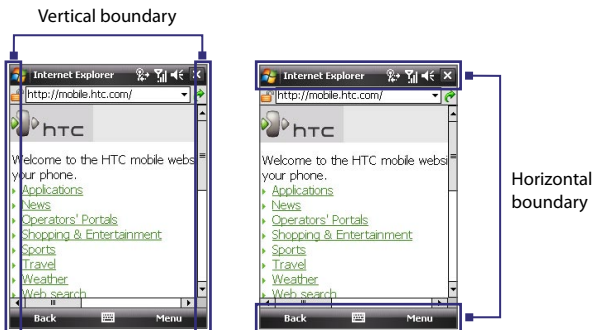 Vertical boundary
Internet Explorer
http://mobile.htc.com/
hTC
Welcome to the HTC mobile websi
your phone.
Applications
News
Operators' Portals
Shopping & Entertainment
Sports
Travel
Weather
Web search
Back Menu
Internet Explorer
http://mobile.htc.com/
hTC
Welcome to the HTC mobile websi
your phone.
Applications
News
Operators' Portals
Shopping & Entertainment
Sports
Travel
Weather
Web search
Back Menu
Horizontal
boundary